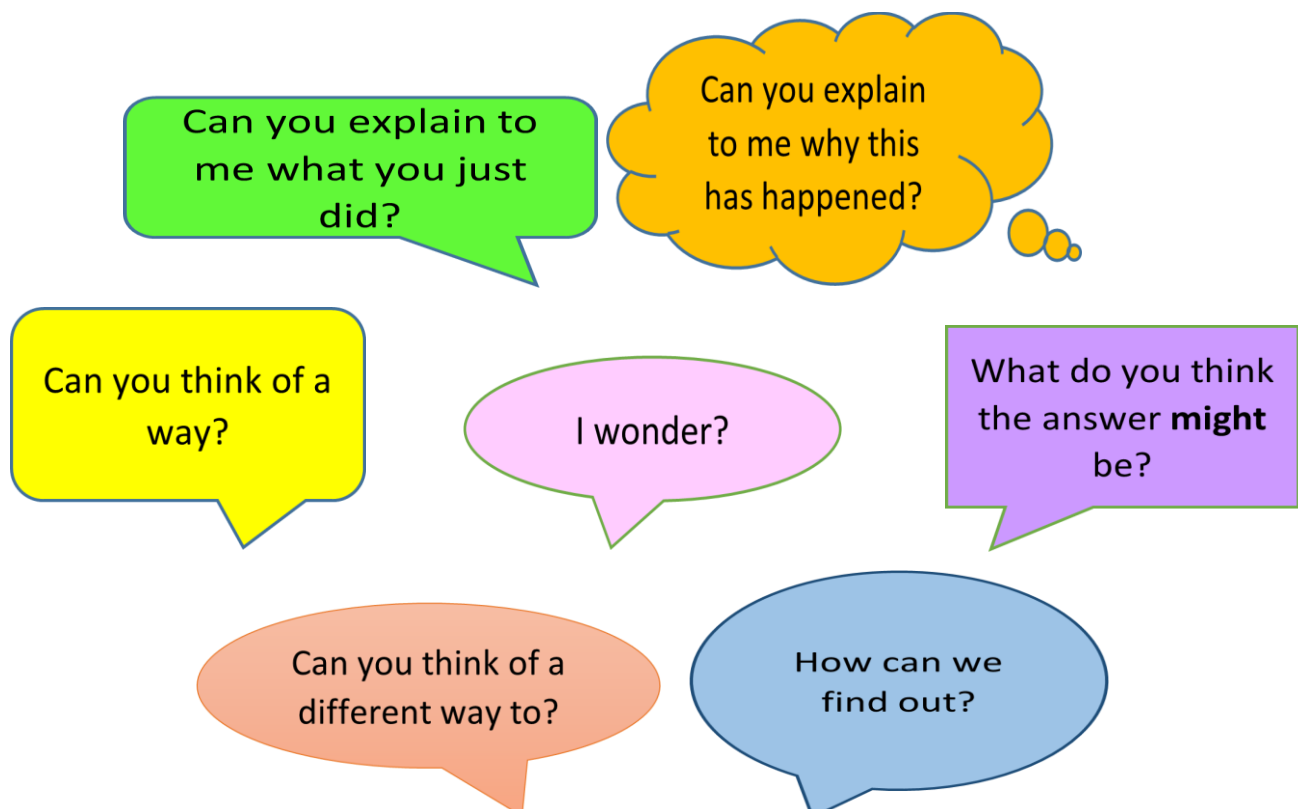 Can you explain to
me what you just
did?
Can you explain
to me why this
has happened?
Can you think of a
way?
I wonder?
What do you think
the answer might
be?
Can you think of a
different way to?
How can we
find out?